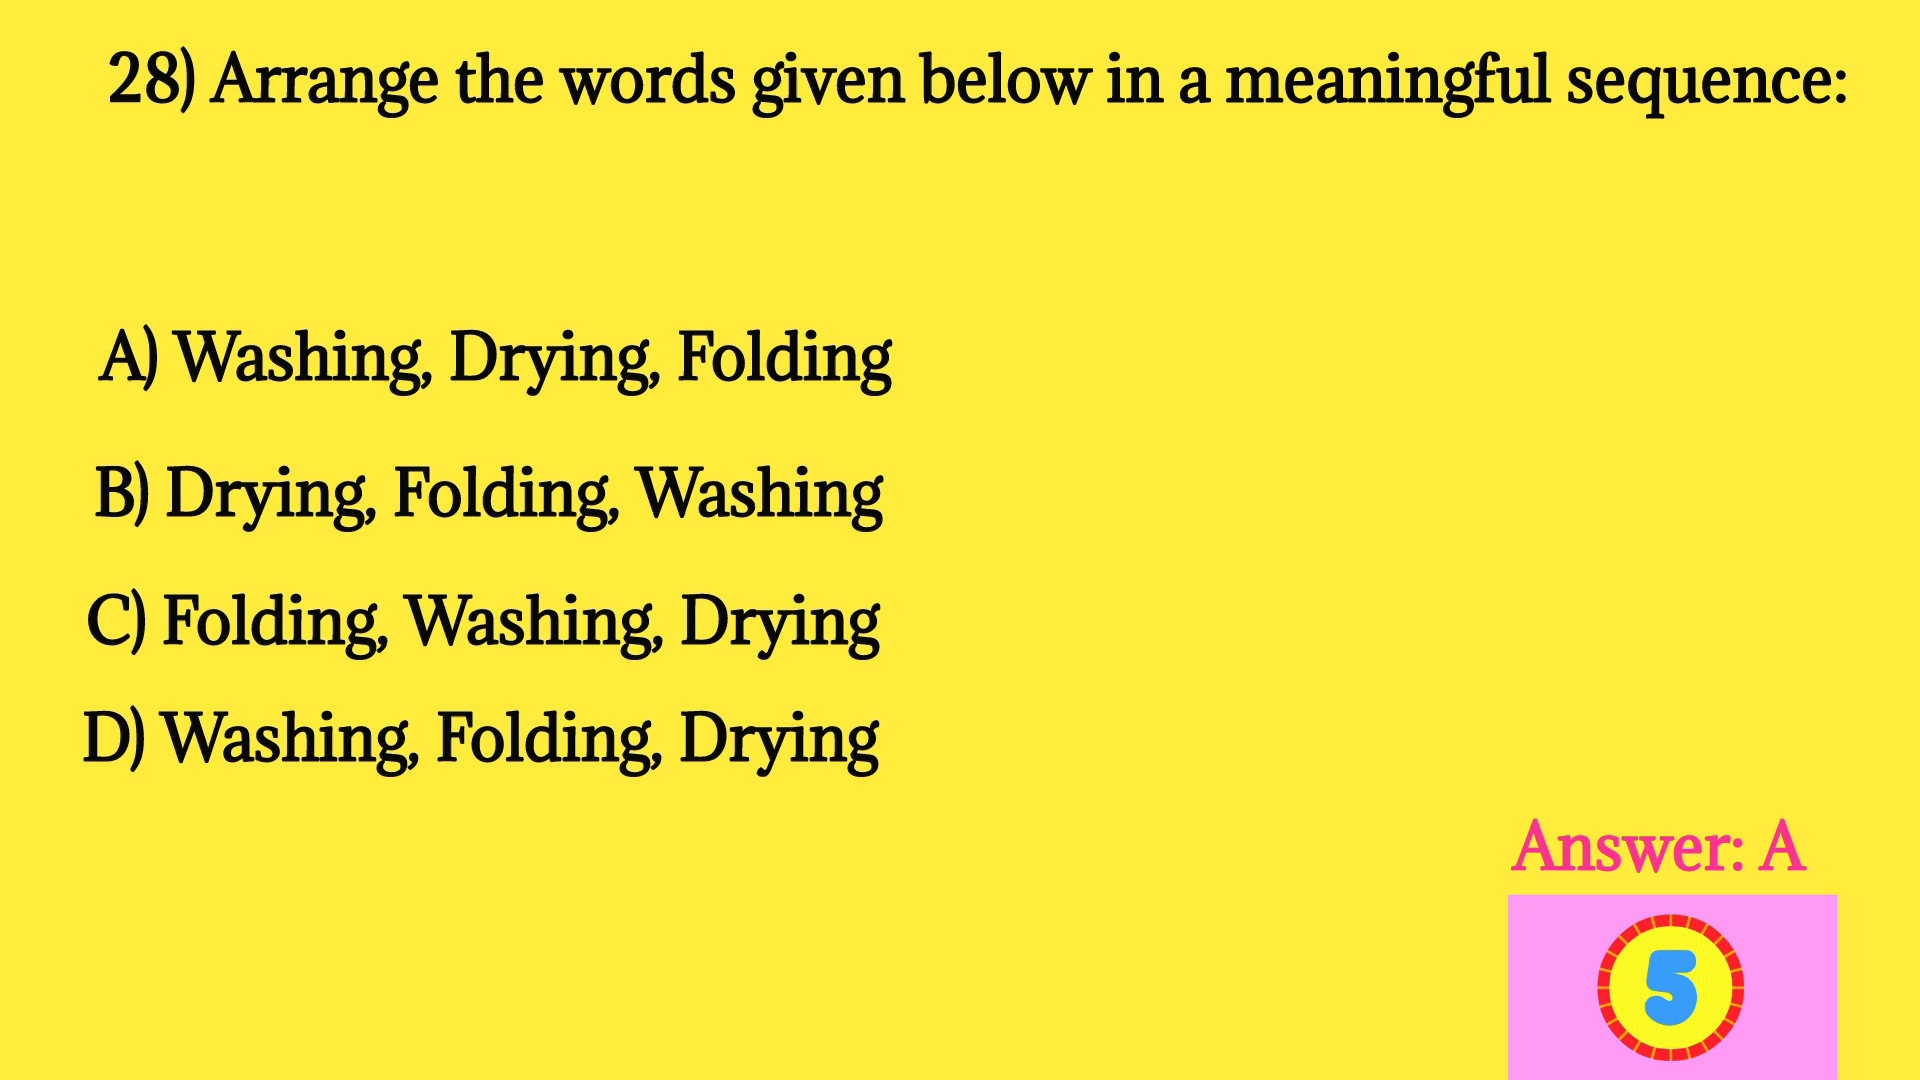 28) Arrange the words given below in a meaningful sequence:
A) Washing, Drying, Folding
B) Drying, Folding, Washing
C) Folding, Washing, Drying
D) Washing, Folding, Drying
Answer: A
5